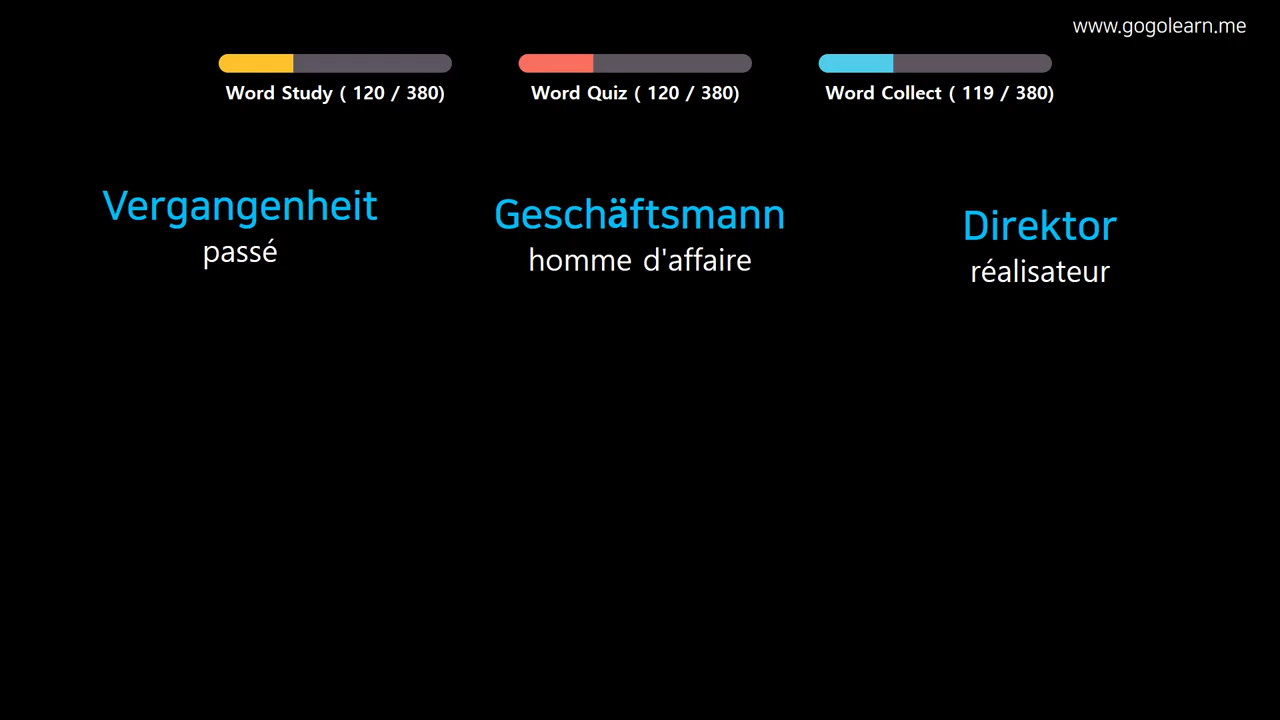 www.gogolearn.me
Word Study ( 120 / 380)
Word Quiz ( 120 / 380)
Word Collect ( 119 / 380)
Vergangenheit
passé
Geschäftsmann
homme d'affaire
Direktor
réalisateur